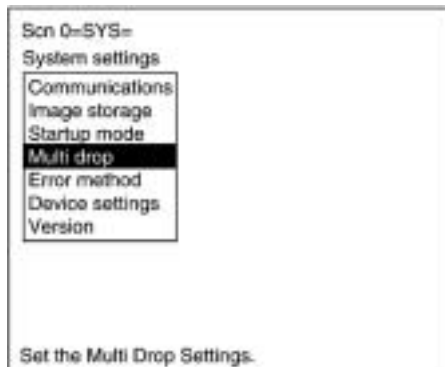 Scn 0=SYS=
System settings
Communications
Image storage
Startup mode
Multi drop
Error method
Device settings
Version
Set the Multi Drop Settings.